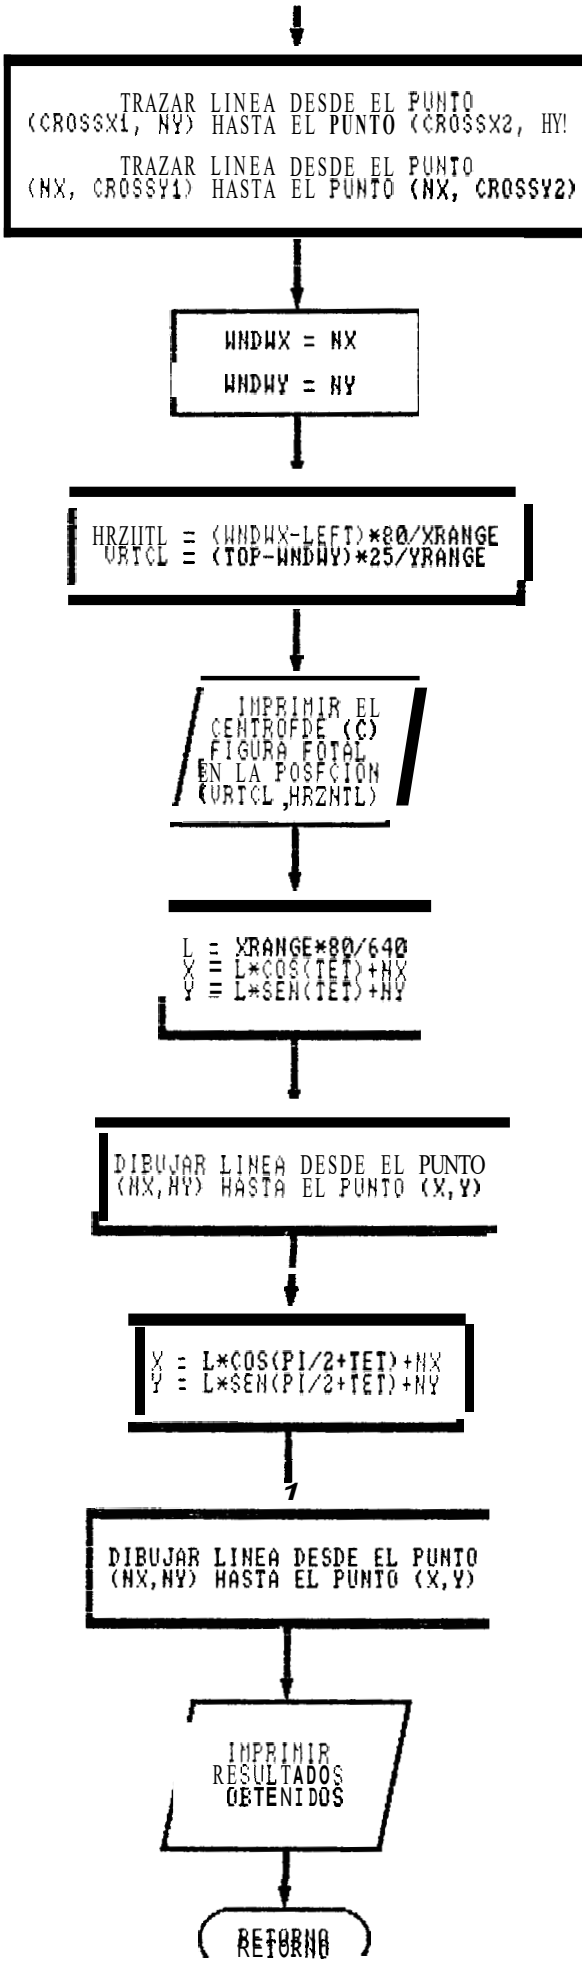 TRAZAR LINEA DESDE EL PUNTO
(CROSSX1, NY) HASTA EL PUNTO (CROSSX2, HY!
TRAZAR LINEA DESDE EL PUNTO
(NX, CROSSY1) HASTA EL PUNTO (NX, CROSSY2)
WNDWX = NX
WNDWY = NY
HRZIITL = (WNDWX-LEFT)*80/XRANGE
VRTCL = (TOP-WNDWY)*25/YRANGE
IMPRIMIR EL
CENTROFDE (C)
FIGURA FOTAL
EN LA POSFCION
(VRTCL ,HRZNTL)
L = XRANGE*80/640
X = L*COS(TET)+NX
Y = L*SEN(TET)+NY
DIBUJAR LINEA DESDE EL PUNTO
(NX,NY) HASTA EL PUNTO (X,Y)
X = L*COS(PI/2+TET)+NX
Y = L*SEN(PI/2+TET)+NY
1
DIBUJAR LINEA DESDE EL PUNTO
(NX,NY) HASTA EL PUNTO (X,Y)
IMPRIMIR
RESULTADOS
OBTENIDOS
RETORNO